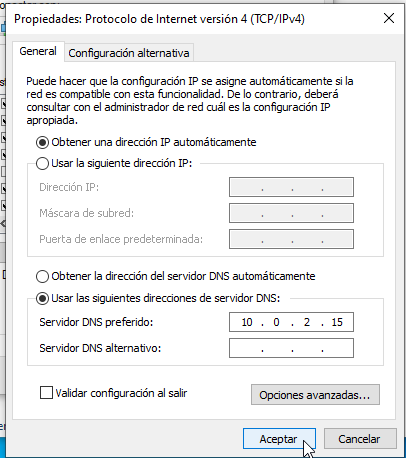 Propiedades: Protocolo de Internet versión 4 (TCP/IPv4)
General
Configuración alternativa
Puede hacer que la configuración IP se asigne automáticamente si la
red es compatible con esta funcionalidad. De lo contrario, deberá
consultar con el administrador de red cuál es la configuración IP
apropiada.
Obtener una dirección IP automáticamente
Usar la siguiente dirección IP:
Dirección IP:
. . .
Máscara de subred:
. . .
Puerta de enlace predeterminada:
. . .
Obtener la dirección del servidor DNS automáticamente
Usar las siguientes direcciones de servidor DNS:
Servidor DNS preferido:
10 . 0 . 2 . 15
Servidor DNS alternativo:
. . .
Validar configuración al salir
Opciones avanzadas...
Aceptar
Cancelar